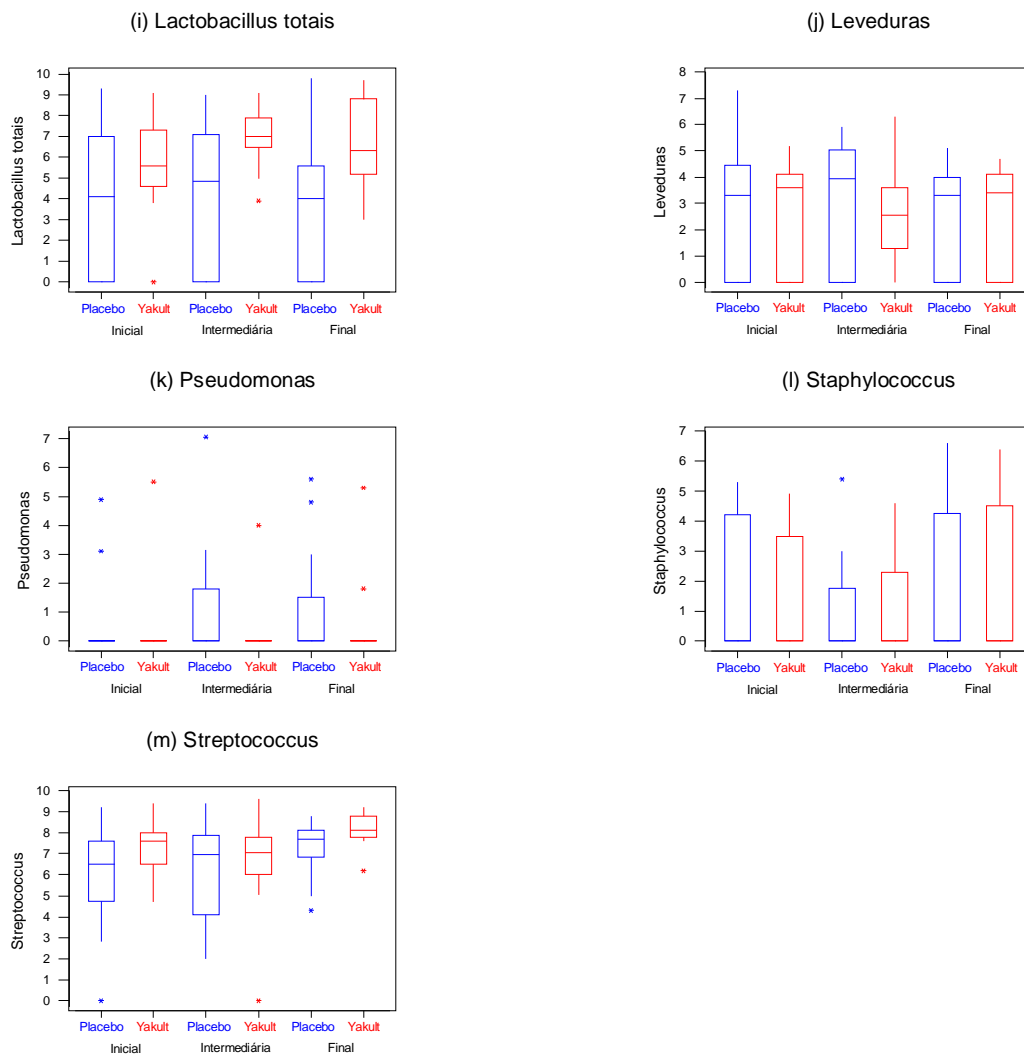 (i) Lactobacillus totais
Lactobacillus totais
10
9
8
7
6
5
4
3
2
1
0
Placebo Yakult Placebo Yakult Placebo Yakult
Inicial Intermediária Final
(j) Leveduras
Leveduras
8
7
6
5
4
3
2
1
0
Placebo Yakult Placebo Yakult Placebo Yakult
Inicial Intermediária Final
(k) Pseudomonas
Pseudomonas
7
6
5
4
3
2
1
0
Placebo Yakult Placebo Yakult Placebo Yakult
Inicial Intermediária Final
(l) Staphylococcus
Staphylococcus
7
6
5
4
3
2
1
0
Placebo Yakult Placebo Yakult Placebo Yakult
Inicial Intermediária Final
(m) Streptococcus
Streptococcus
10
9
8
7
6
5
4
3
2
1
0
Placebo Yakult Placebo Yakult Placebo Yakult
Inicial Intermediária Final